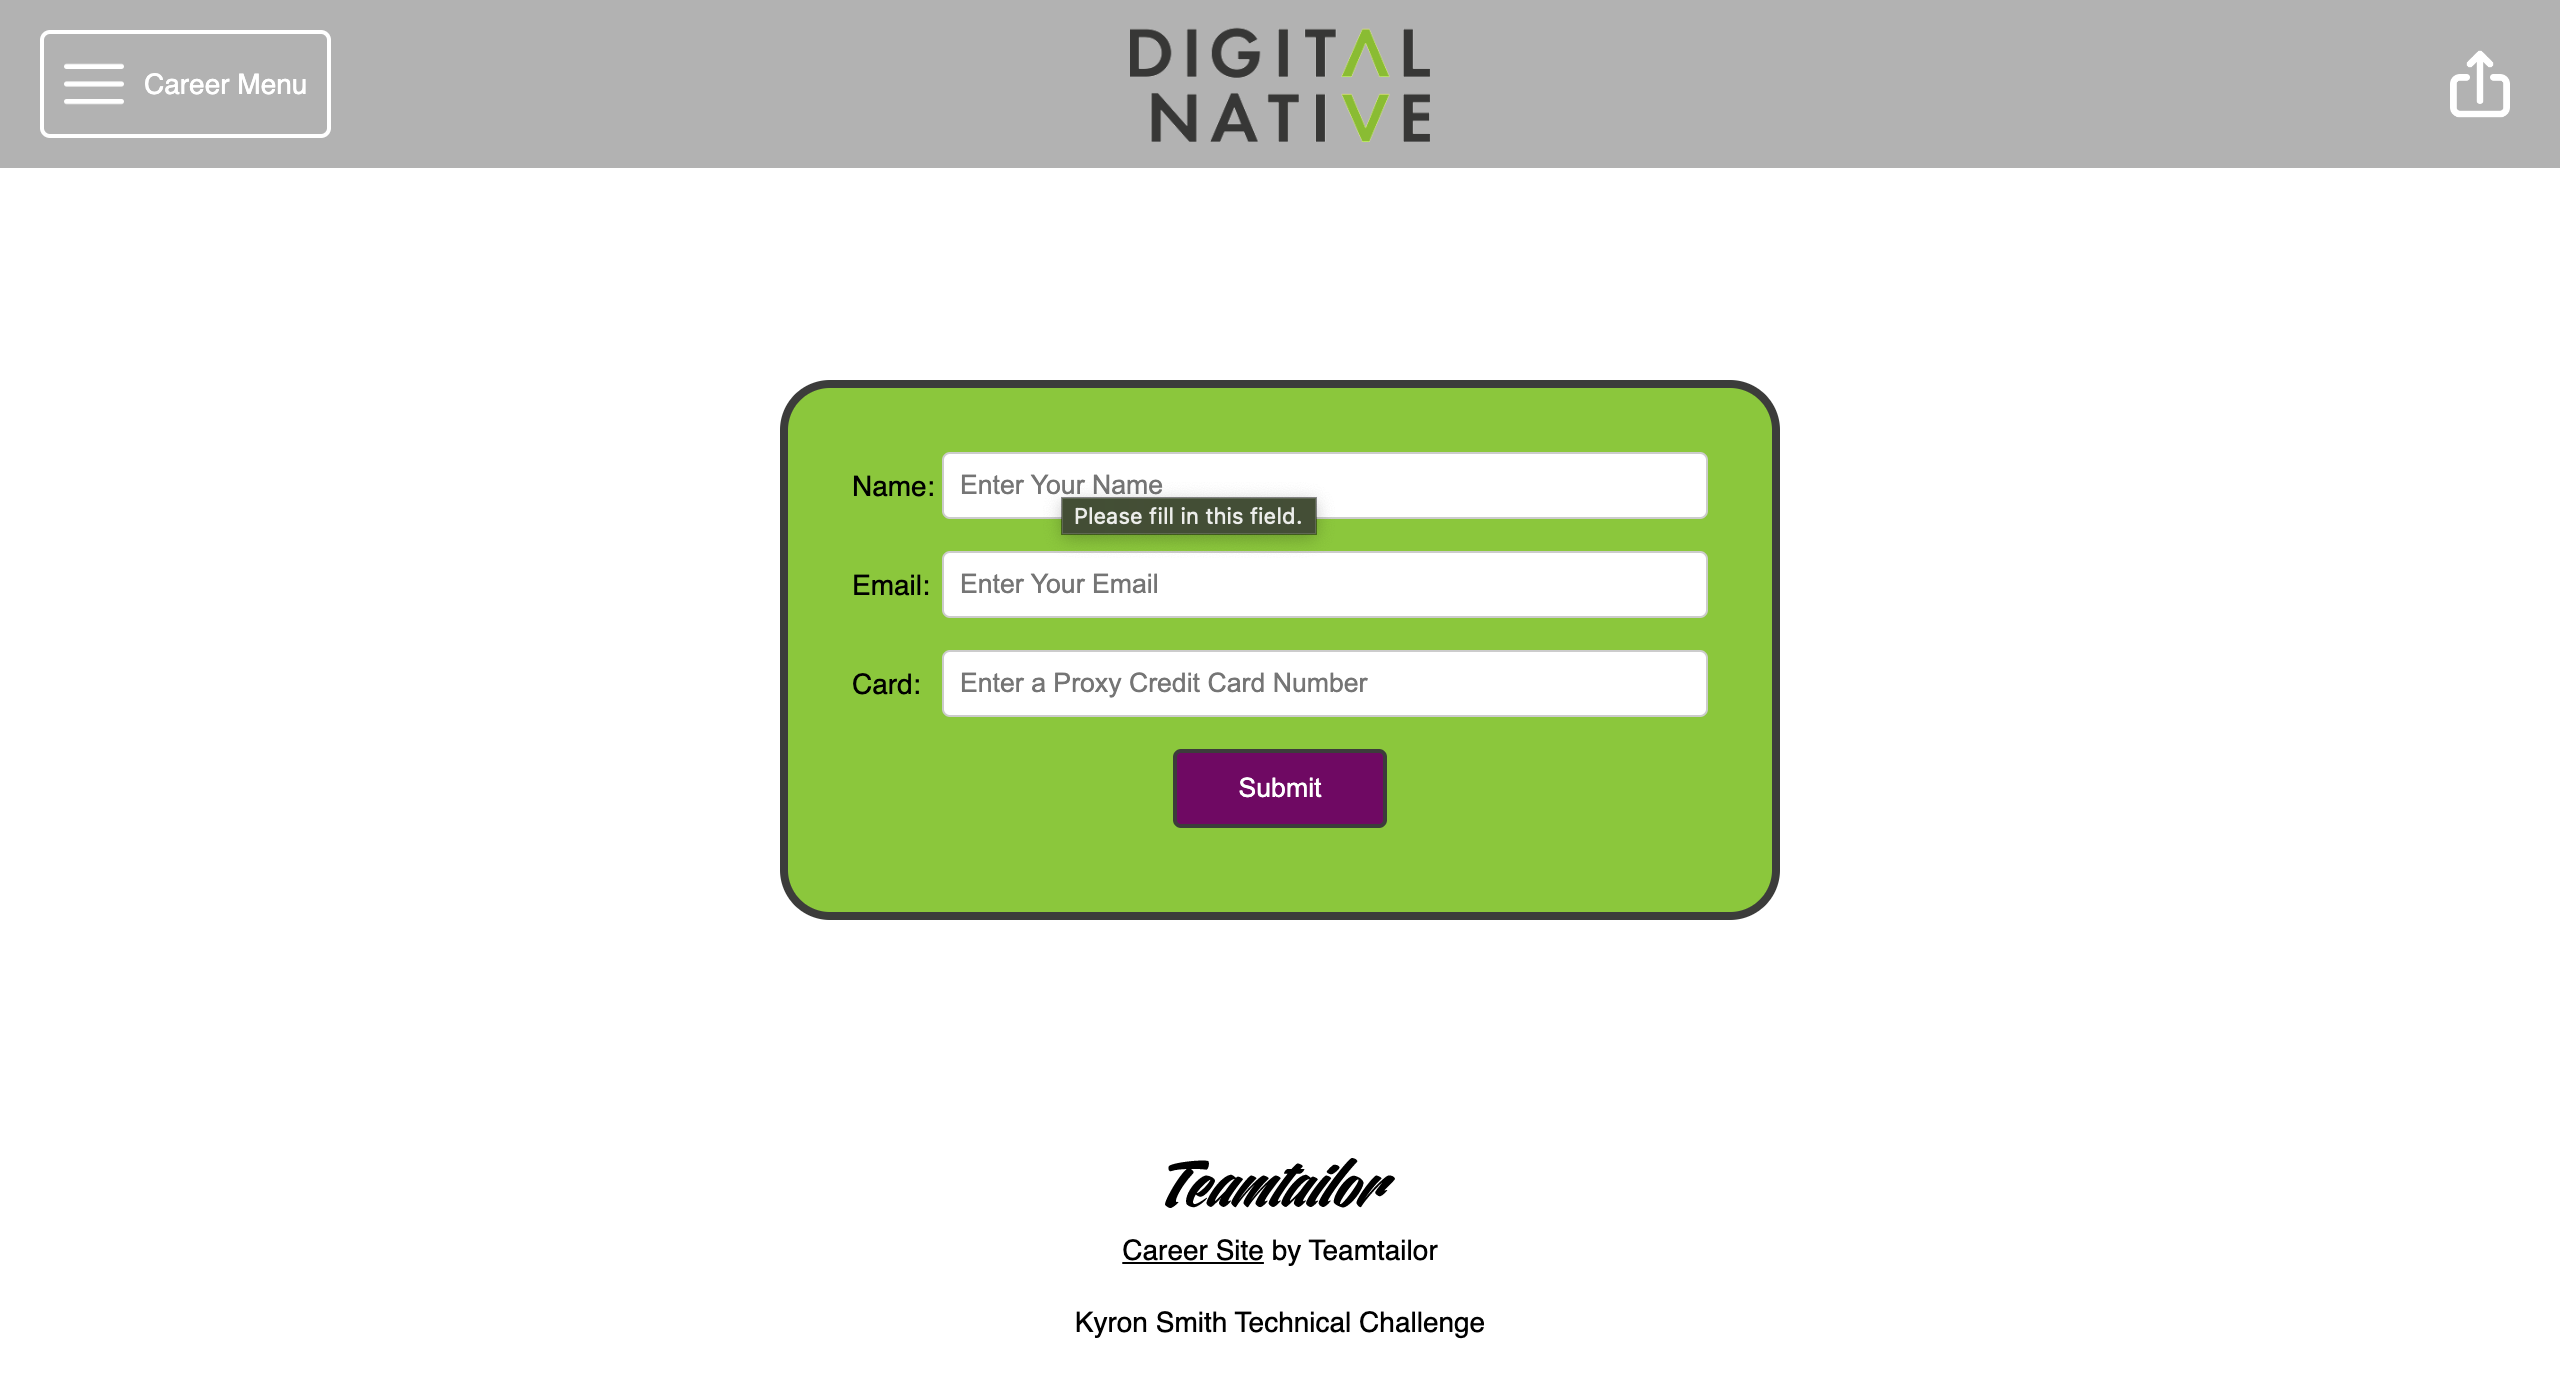 Career Menu
DIGITAL
NATIVE
Name: Enter Your Name
Please fill in this field.
Email: Enter Your Email
Card: Enter a Proxy Credit Card Number
Submit
Teamtailor
Career Site by Teamtailor
Kyron Smith Technical Challenge